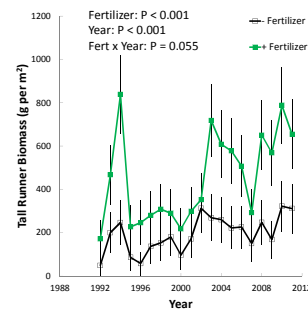 Fertilizer: P < 0.001
Year: P < 0.001
Fert x Year: P = 0.055
- Fertilizer
+ Fertilizer
Tall Runner Biomass (g per m²)
1200
1000
800
600
400
200
0
1988
1992
1996
2000
2004
2008
2012
Year